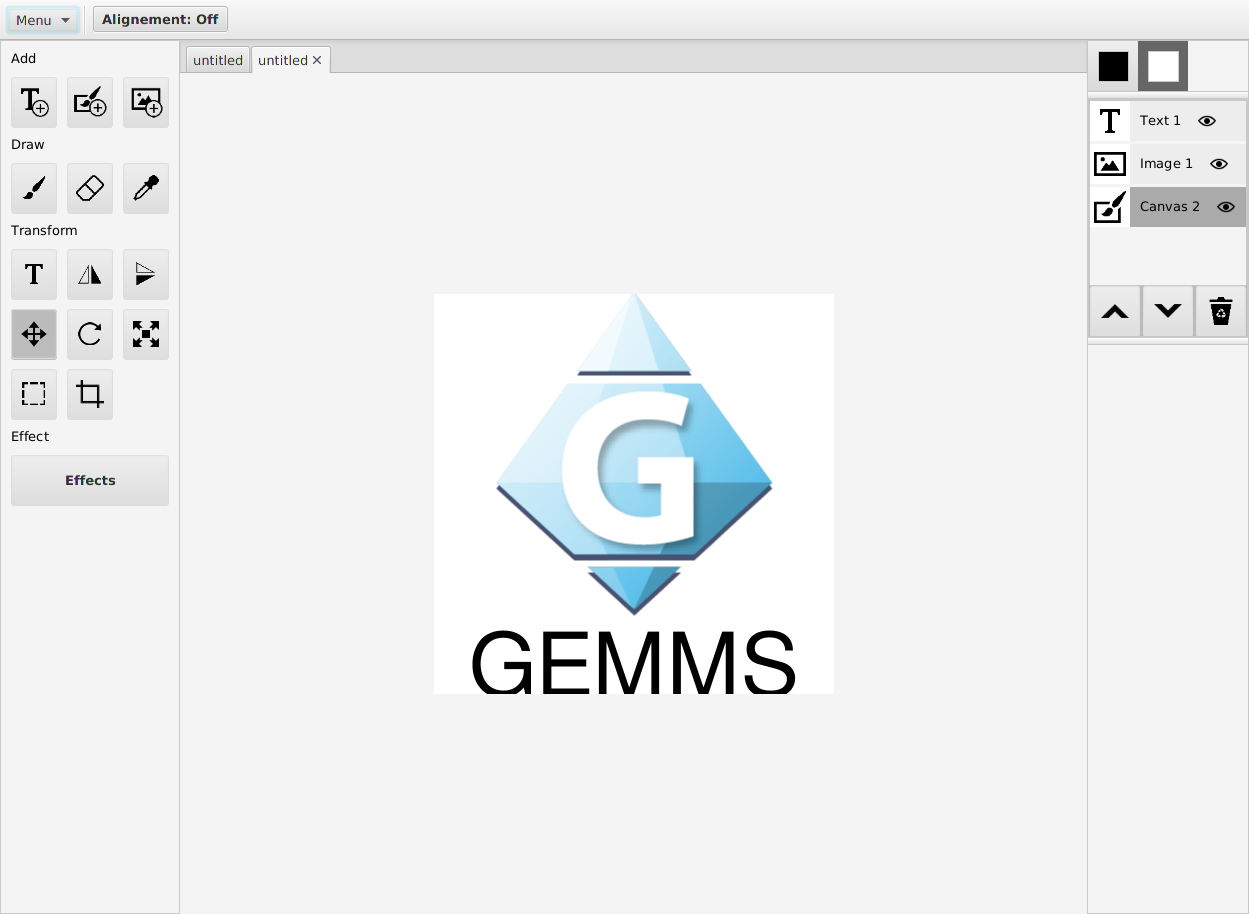 Menu
Alignement: Off
Add
untitled
untitled
Draw
Transform
Effect
Effects
Text 1
Image 1
Canvas 2
G
GEMMS